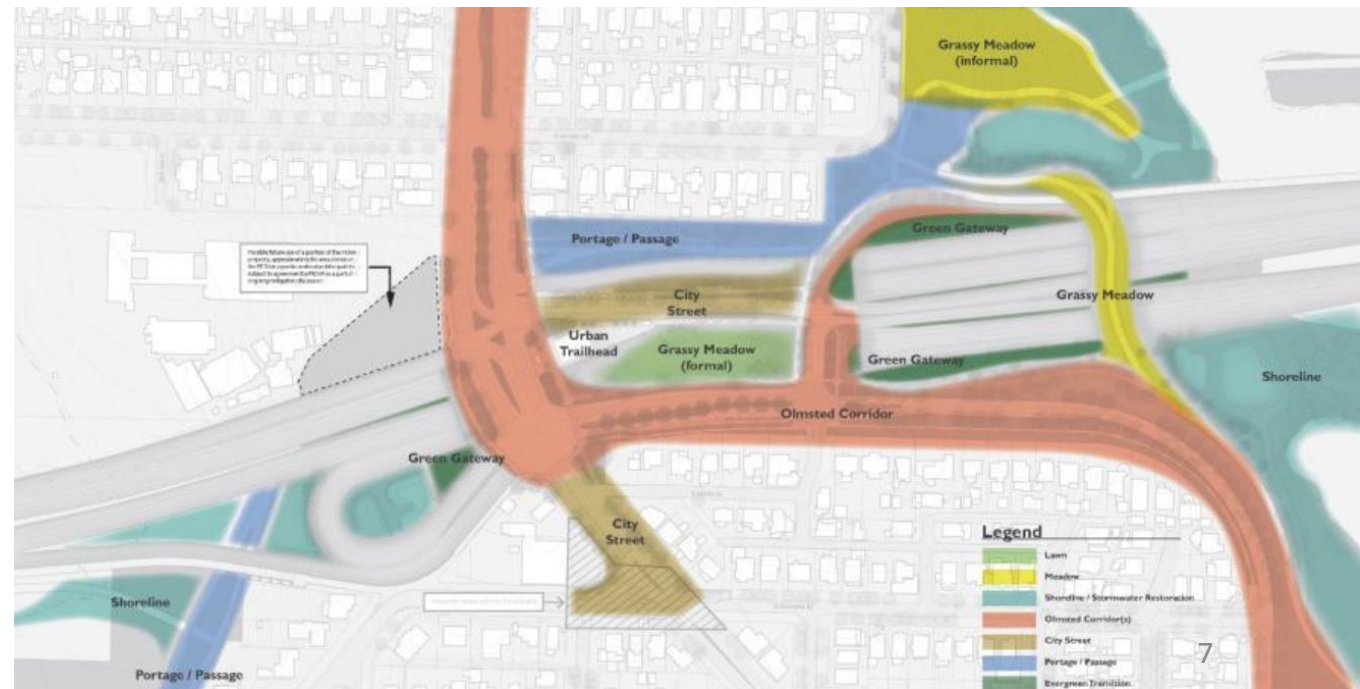 Grassy Meadow
(informal)
Portage / Passage
Green Gateway
City
Street
Grassy Meadow
Urban
Trailhead
Grassy Meadow
(formal)
Green Gateway
Shoreline
Olmsted Corridor
Green Gateway
City
Street
Shoreline
Portage / Passage
Legend
Lawn
Meadow
Shoreline / Stormwater Restoration
Olmsted Corridor(s)
City Street
Portage / Passage
Evergreen Transition
7